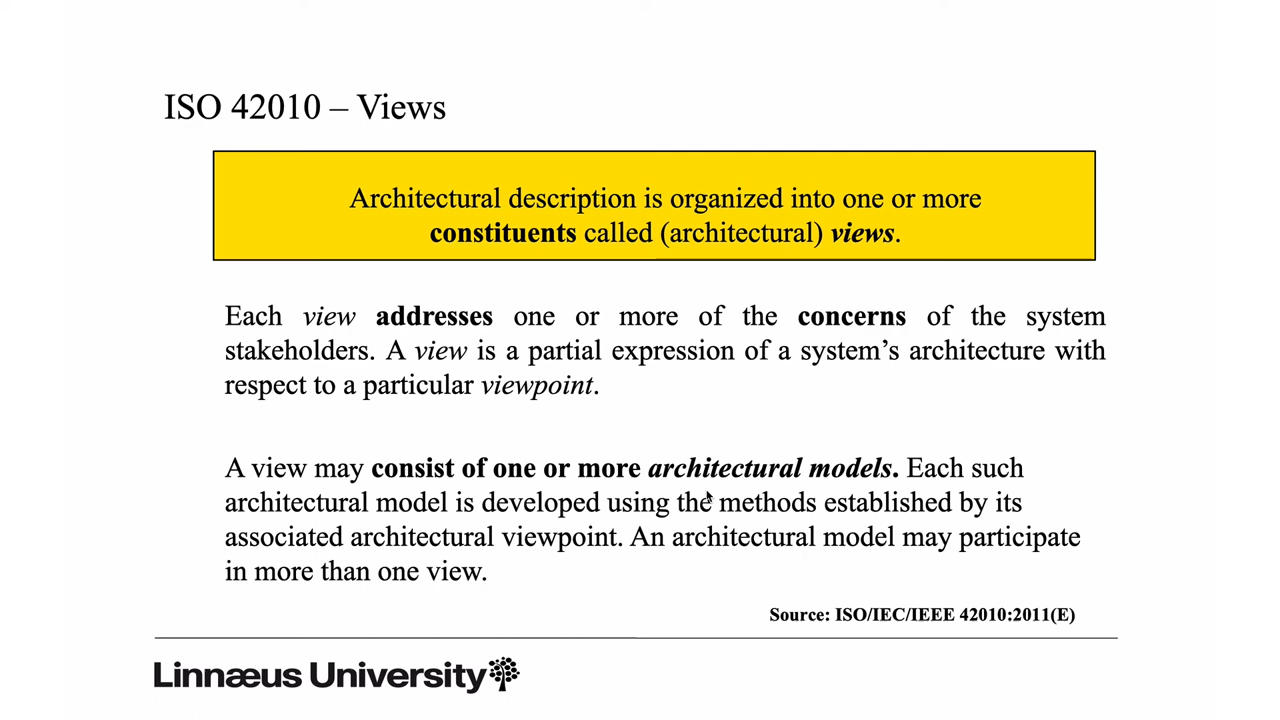 ISO 42010 – Views
Architectural description is organized into one or more
constituents called (architectural) views.
Each view addresses one or more of the concerns of the system
stakeholders. A view is a partial expression of a system’s architecture with
respect to a particular viewpoint.
A view may consist of one or more architectural models. Each such
architectural model is developed using the methods established by its
associated architectural viewpoint. An architectural model may participate
in more than one view.
Source: ISO/IEC/IEEE 42010:2011(E)
Linnæus University